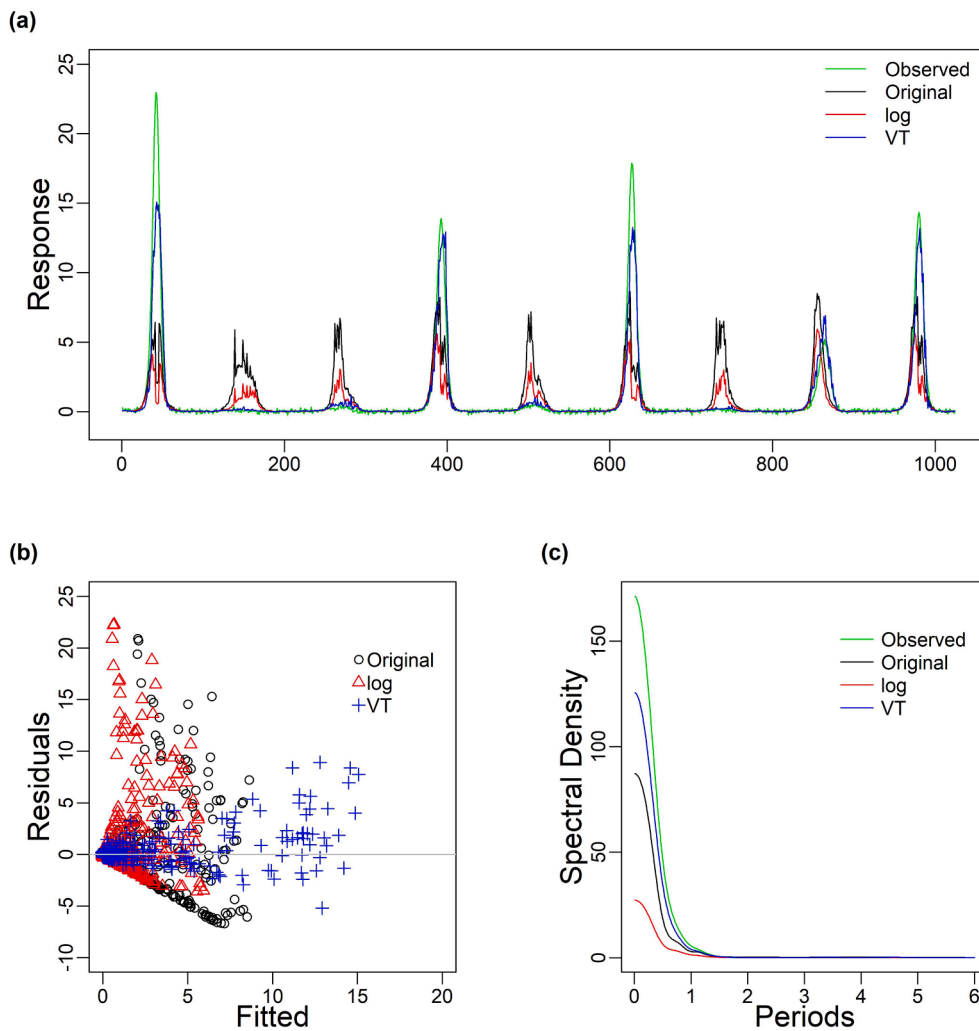 (a)
Response
25
20
15
10
5
0
0 200 400 600 800 1000
Observed
Original
log
VT
(b)
Residuals
25
20
15
10
5
0
-5
-10
0 5 10 15 20
Fitted
Original
log
VT
(c)
Spectral Density
150
100
50
0
0 1 2 3 4 5 6
Periods
Observed
Original
log
VT